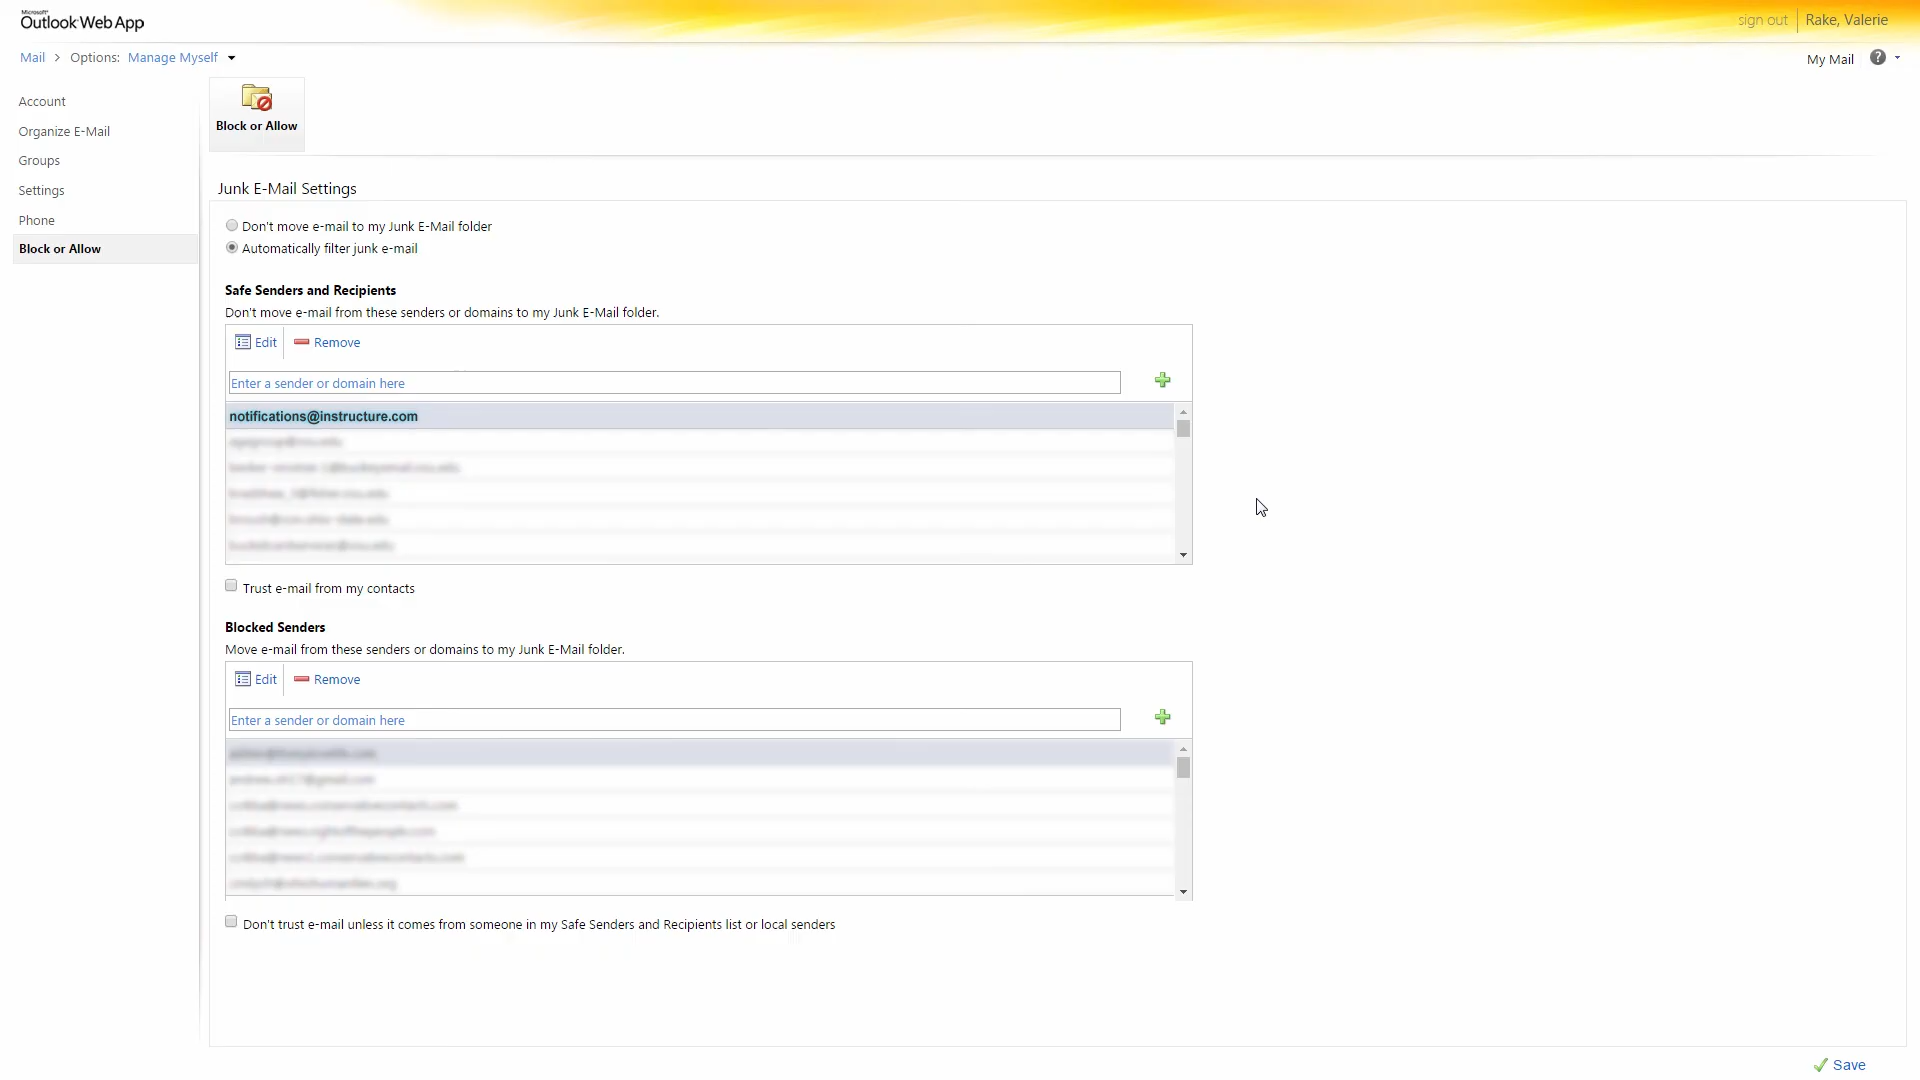 Microsoft
Outlook Web App
sign out
Rake, Valerie
Mail > Options: Manage Myself
My Mail
?
Account
Organize E-Mail
Groups
Settings
Phone
Block or Allow
Block or Allow
Junk E-Mail Settings
Don't move e-mail to my Junk E-Mail folder
Automatically filter junk e-mail
Safe Senders and Recipients
Don't move e-mail from these senders or domains to my Junk E-Mail folder.
Edit
Remove
Enter a sender or domain here
notifications@instructure.com
Trust e-mail from my contacts
Blocked Senders
Move e-mail from these senders or domains to my Junk E-Mail folder.
Edit
Remove
Enter a sender or domain here
Don't trust e-mail unless it comes from someone in my Safe Senders and Recipients list or local senders
Save